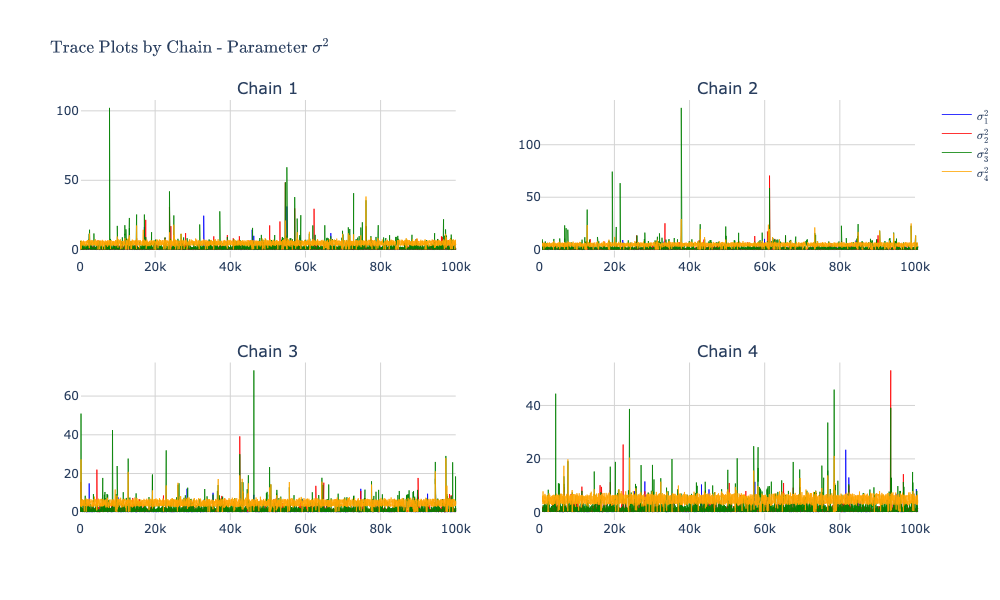 Trace Plots by Chain - Parameter σ²
Chain 1
100
50
0
0 20k 40k 60k 80k 100k
Chain 2
100
50
0
0 20k 40k 60k 80k 100k
σ₁²
σ₂²
σ₃²
σ₄²
Chain 3
60
40
20
0
0 20k 40k 60k 80k 100k
Chain 4
40
20
0
0 20k 40k 60k 80k 100k